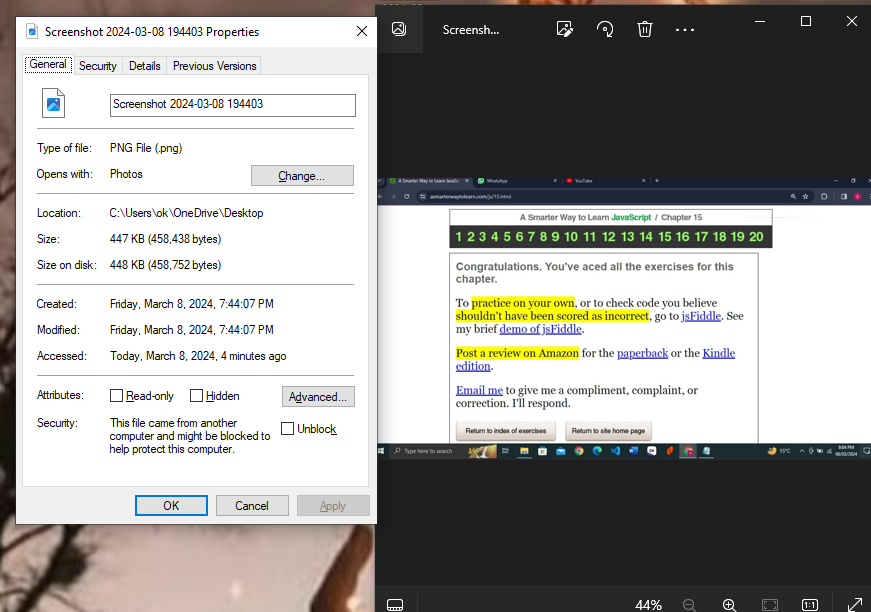 Screenshot 2024-03-08 194403 Properties
General
Security
Details
Previous Versions
Screenshot 2024-03-08 194403
Type of file: PNG File (.png)
Opens with: Photos
Change...
Location: C:\Users\ok\OneDrive\Desktop
Size: 447 KB (458,438 bytes)
Size on disk: 448 KB (458,752 bytes)
Created: Friday, March 8, 2024, 7:44:07 PM
Modified: Friday, March 8, 2024, 7:44:07 PM
Accessed: Today, March 8, 2024, 4 minutes ago
Attributes: Read-only Hidden Advanced...
Security: This file came from another
computer and might be blocked to
help protect this computer.
Unblock
OK
Cancel
Apply
Screensh...
A Smarter Way to Learn JavaSc
WhatsApp
YouTube
asmarterwaytolearn.com/js/15.html
A Smarter Way to Learn JavaScript / Chapter 15
1 2 3 4 5 6 7 8 9 10 11 12 13 14 15 16 17 18 19 20
Congratulations. You've aced all the exercises for this
chapter.
To practice on your own, or to check code you believe
shouldn't have been scored as incorrect, go to jsFiddle. See
my brief demo of jsFiddle.
Post a review on Amazon for the paperback or the Kindle
edition.
Email me to give me a compliment, complaint, or
correction. I'll respond.
Return to index of exercises
Return to site home page
Type here to search
15°C
8:04 PM
06/03/2024
44%
1:1